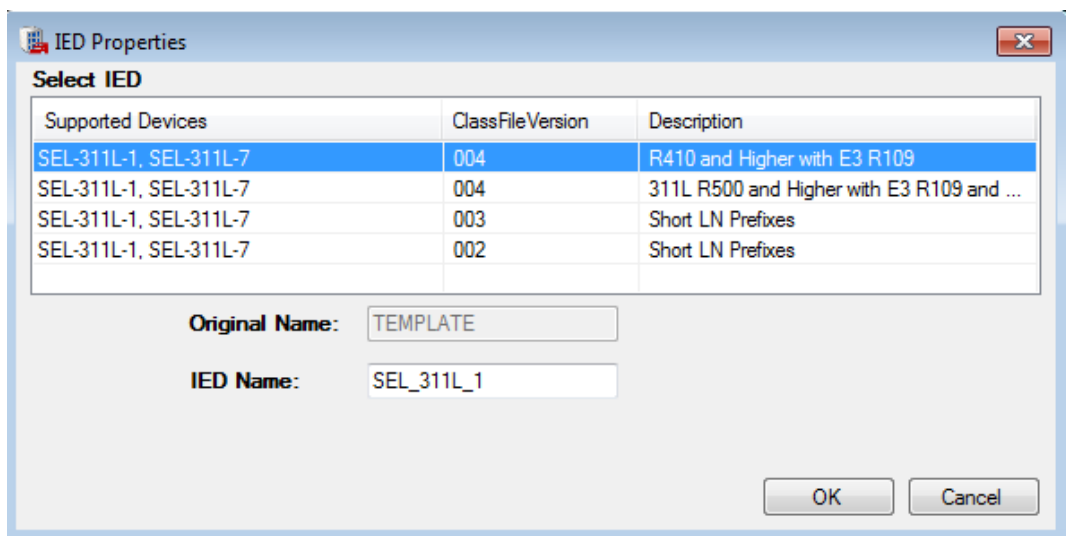 IED Properties
Select IED
Supported Devices ClassFileVersion Description
SEL-311L-1, SEL-311L-7 004 R410 and Higher with E3 R109
SEL-311L-1, SEL-311L-7 004 311L R500 and Higher with E3 R109 and ...
SEL-311L-1, SEL-311L-7 003 Short LN Prefixes
SEL-311L-1, SEL-311L-7 002 Short LN Prefixes
Original Name: TEMPLATE
IED Name: SEL_311L_1
OK Cancel